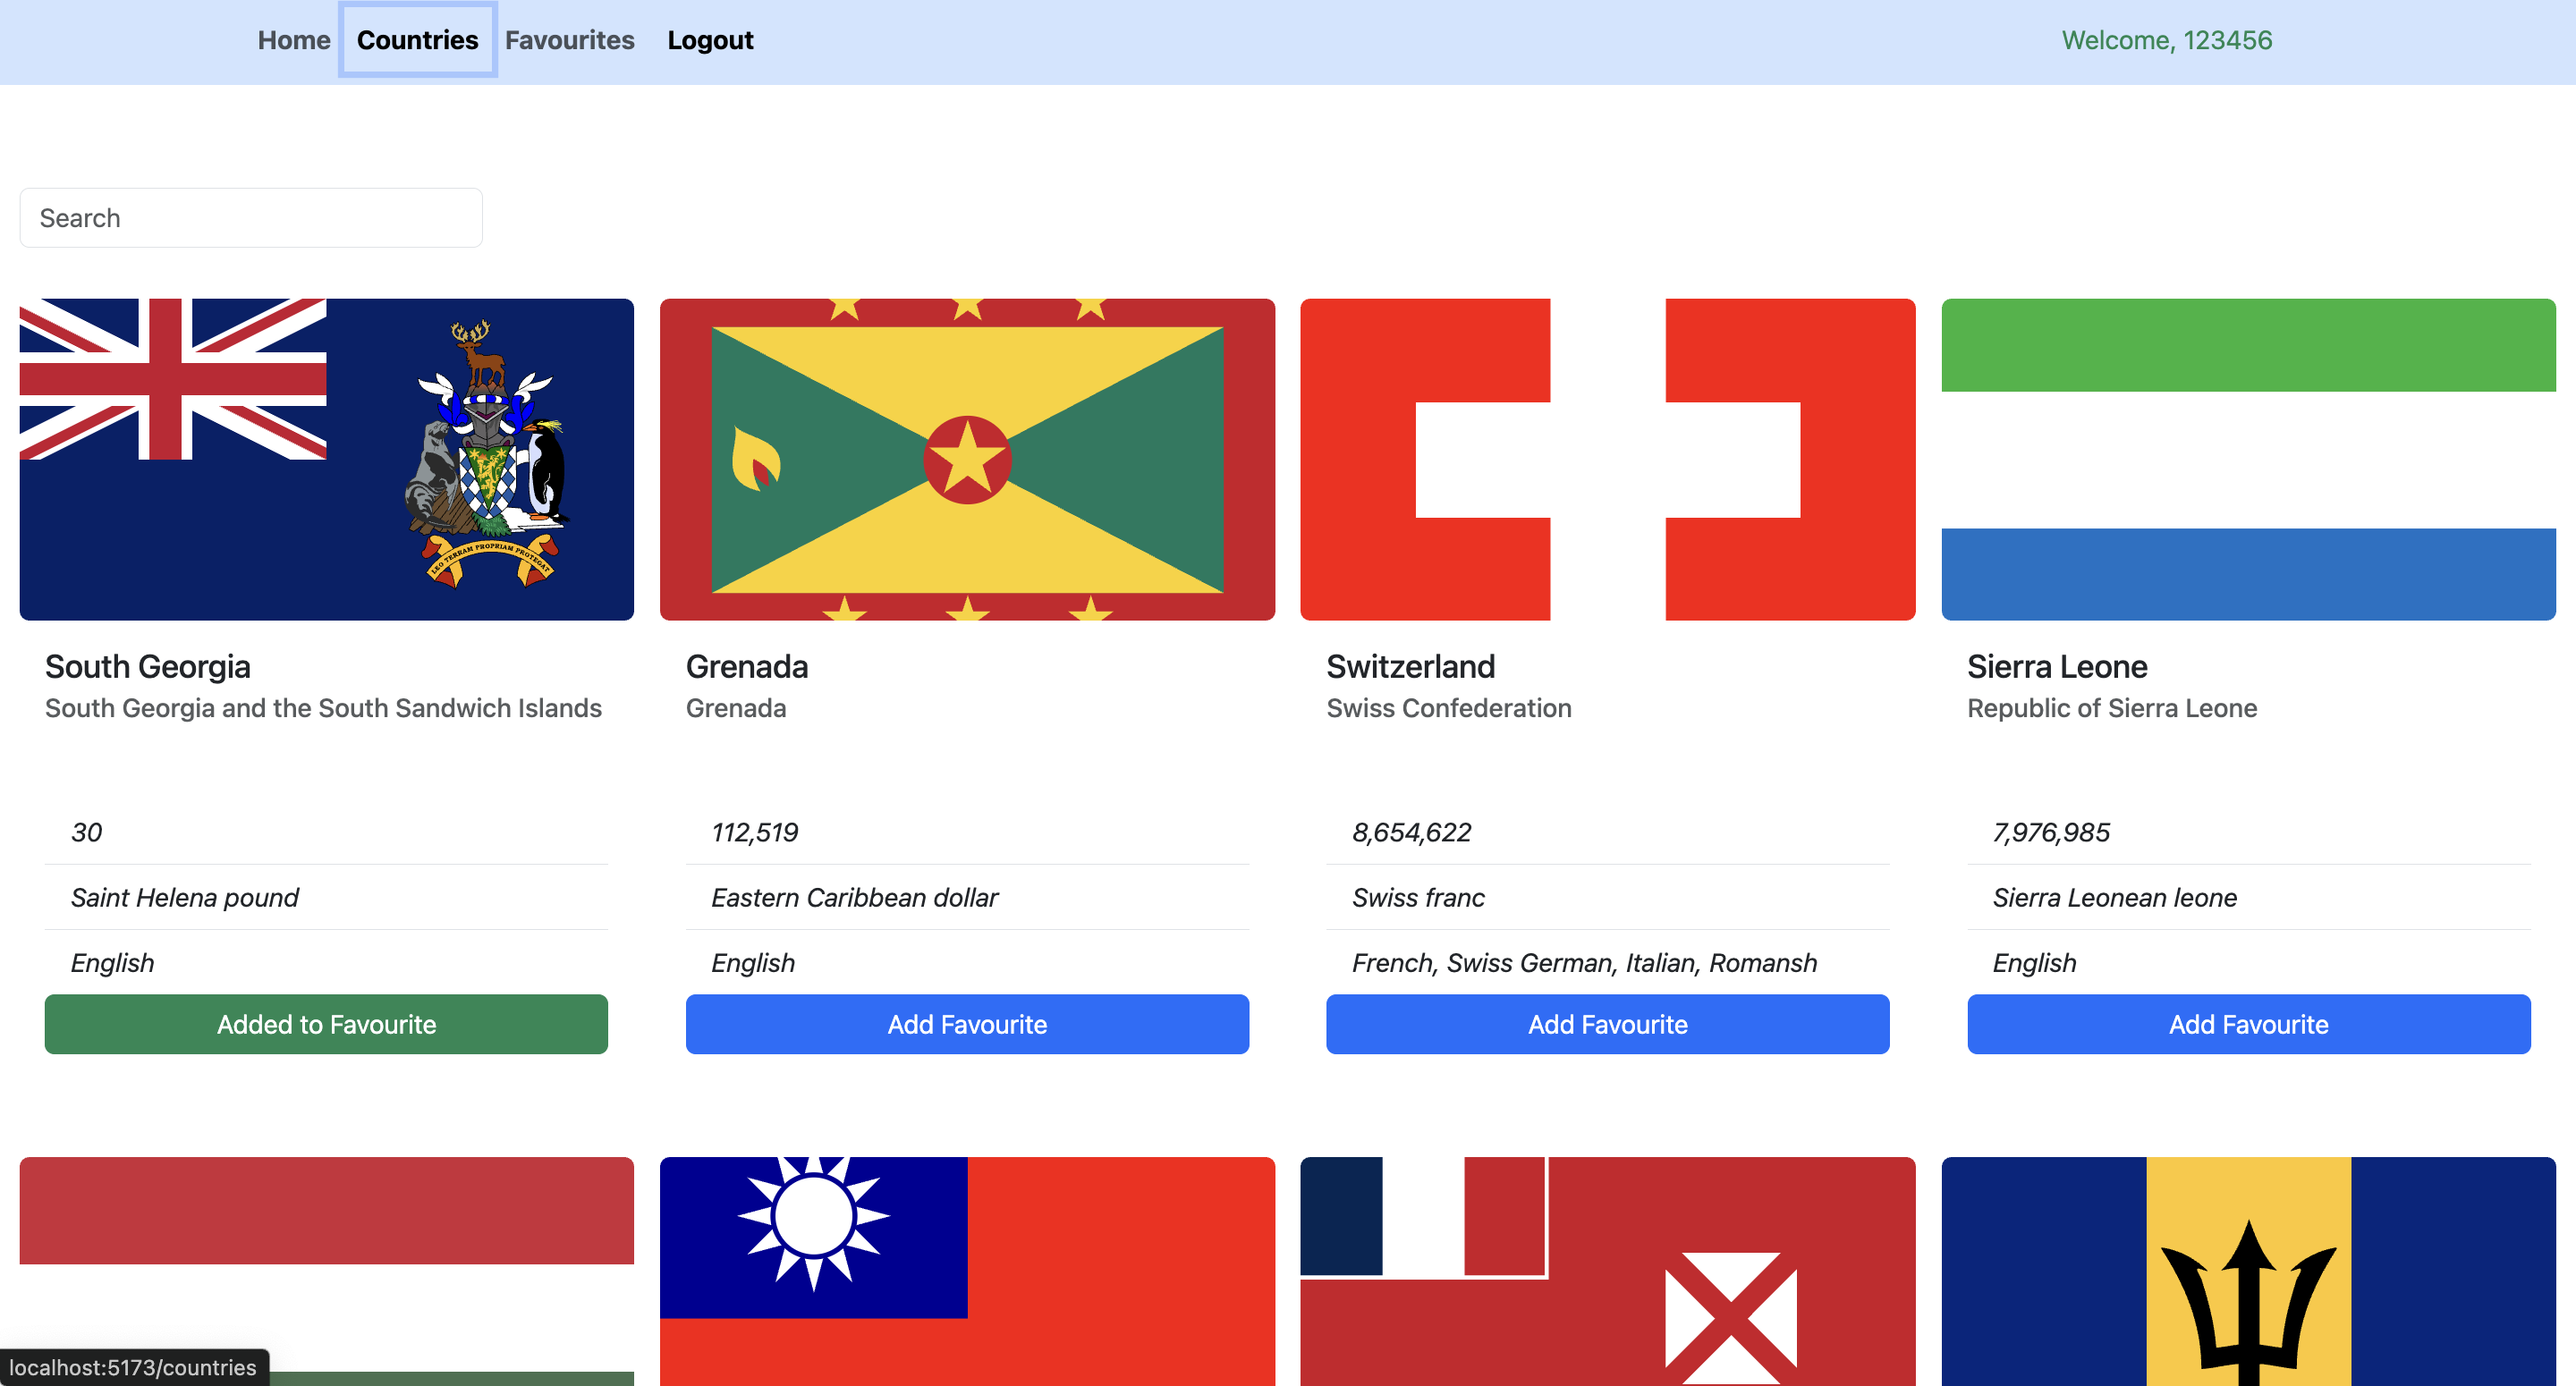 Home Countries Favourites Logout Welcome, 123456
Search
LEO TERRAM PROPRIAM PROTEGAT
South Georgia
South Georgia and the South Sandwich Islands
30
Saint Helena pound
English
Added to Favourite
Grenada
Grenada
112,519
Eastern Caribbean dollar
English
Add Favourite
Switzerland
Swiss Confederation
8,654,622
Swiss franc
French, Swiss German, Italian, Romansh
Add Favourite
Sierra Leone
Republic of Sierra Leone
7,976,985
Sierra Leonean leone
English
Add Favourite
localhost:5173/countries